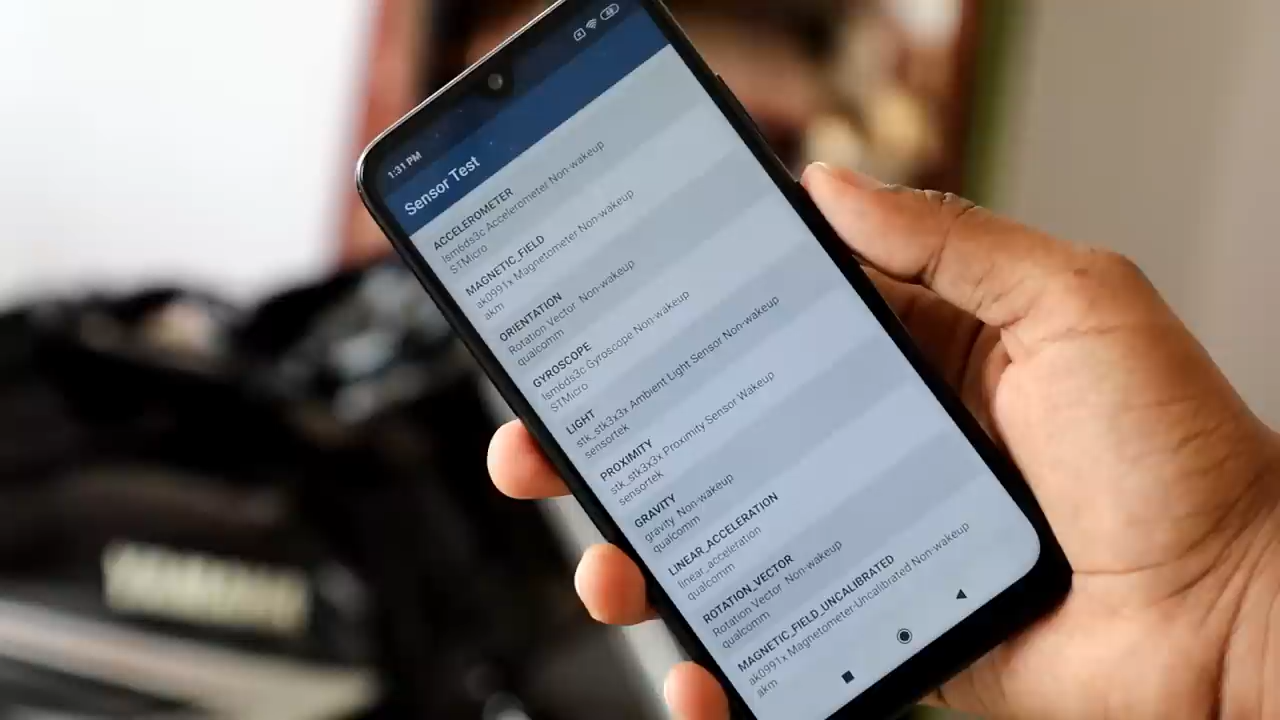 1:31 PM
Sensor Test
ACCELEROMETER
lsm6ds3c Accelerometer Non-wakeup
STMicro
MAGNETIC_FIELD
ak0991x Magnetometer Non-wakeup
akm
ORIENTATION
Rotation Vector Non-wakeup
qualcomm
GYROSCOPE
lsm6ds3c Gyroscope Non-wakeup
STMicro
LIGHT
stk_stk3x3x Ambient Light Sensor Non-wakeup
sensortek
PROXIMITY
stk_stk3x3x Proximity Sensor Wakeup
sensortek
GRAVITY
gravity Non-wakeup
qualcomm
LINEAR_ACCELERATION
linear_acceleration
qualcomm
ROTATION_VECTOR
Rotation Vector Non-wakeup
qualcomm
MAGNETIC_FIELD_UNCALIBRATED
ak0991x Magnetometer-Uncalibrated Non-wakeup
akm